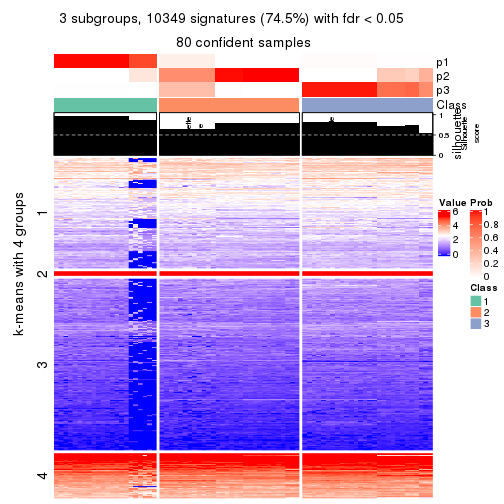 3 subgroups, 10349 signatures (74.5%) with fdr < 0.05
80 confident samples
p1
p2
p3
Class
1
0.5
0
silhouette
score
k-means with 4 groups
1
2
3
4
Value
6
4
2
0
Prob
1
0.8
0.6
0.4
0.2
0
Class
1
2
3